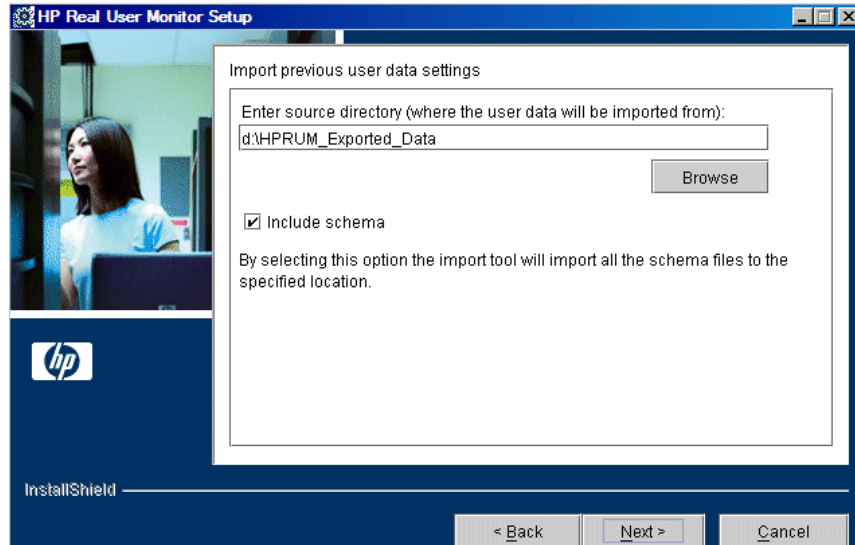 HP Real User Monitor Setup
Import previous user data settings
Enter source directory (where the user data will be imported from):
d:\HPRUM_Exported_Data
Browse
Include schema
By selecting this option the import tool will import all the schema files to the
specified location.
hp
InstallShield
< Back
Next >
Cancel